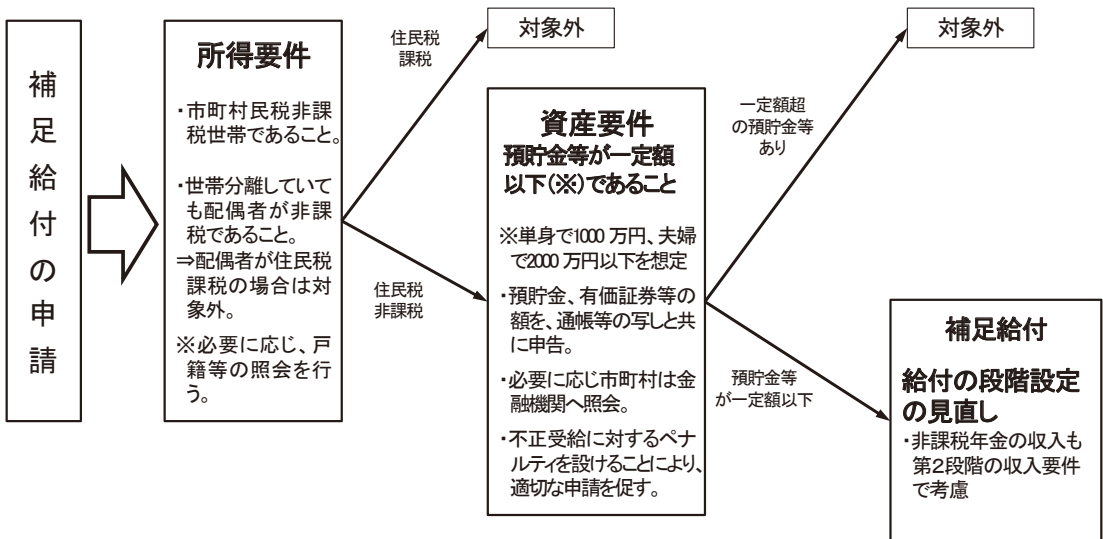 補足給付の申請
所得要件
・市町村民税非課
税世帯であること。
・世帯分離していて
も配偶者が非課
税であること。
⇒配偶者が住民税
課税の場合は対
象外。
※必要に応じ、戸
籍等の照会を行
う。
住民税
課税
対象外
住民税
非課税
資産要件
預貯金等が一定額
以下(※)であること
※単身で1000 万円、夫婦
で2000 万円以下を想定
・預貯金、有価証券等の
額を、通帳等の写しと共
に申告。
・必要に応じ市町村は金
融機関へ照会。
・不正受給に対するペナ
ルティを設けることにより、
適切な申請を促す。
一定額超
の預貯金等
あり
対象外
預貯金等
が一定額以下
補足給付
給付の段階設定
の見直し
・非課税年金の収入も
第2段階の収入要件
で考慮